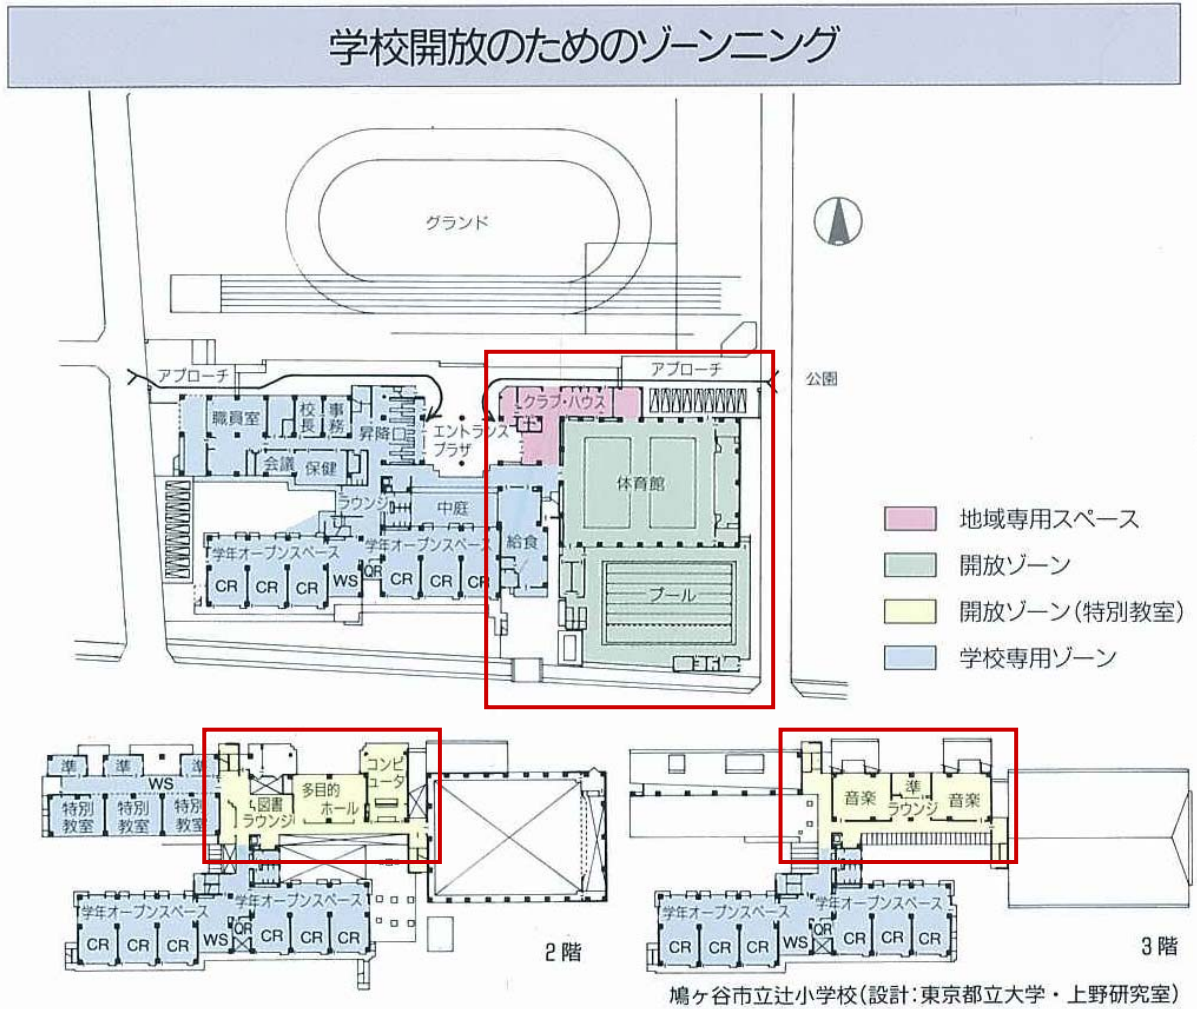 学校開放のためのゾーンニング
グランド
アプローチ
アプローチ
公園
クラブ・ハウス
職員室
校長
事務
昇降口
エントランス
プラザ
会議
保健
体育館
ラウンジ
中庭
給食
学年オープンスペース
学年オープンスペース
CR
CR
CR
WS
QR
CR
CR
CR
プール
地域専用スペース
開放ゾーン
開放ゾーン(特別教室)
学校専用ゾーン
準
準
準
WS
特別教室
特別教室
特別教室
図書
ラウンジ
多目的
ホール
コンピュータ
学年オープンスペース
学年オープンスペース
CR
CR
CR
WS
QR
CR
CR
CR
2階
音楽
準
ラウンジ
音楽
学年オープンスペース
学年オープンスペース
CR
CR
CR
WS
QR
CR
CR
CR
3階
鳩ヶ谷市立辻小学校(設計:東京都立大学・上野研究室)